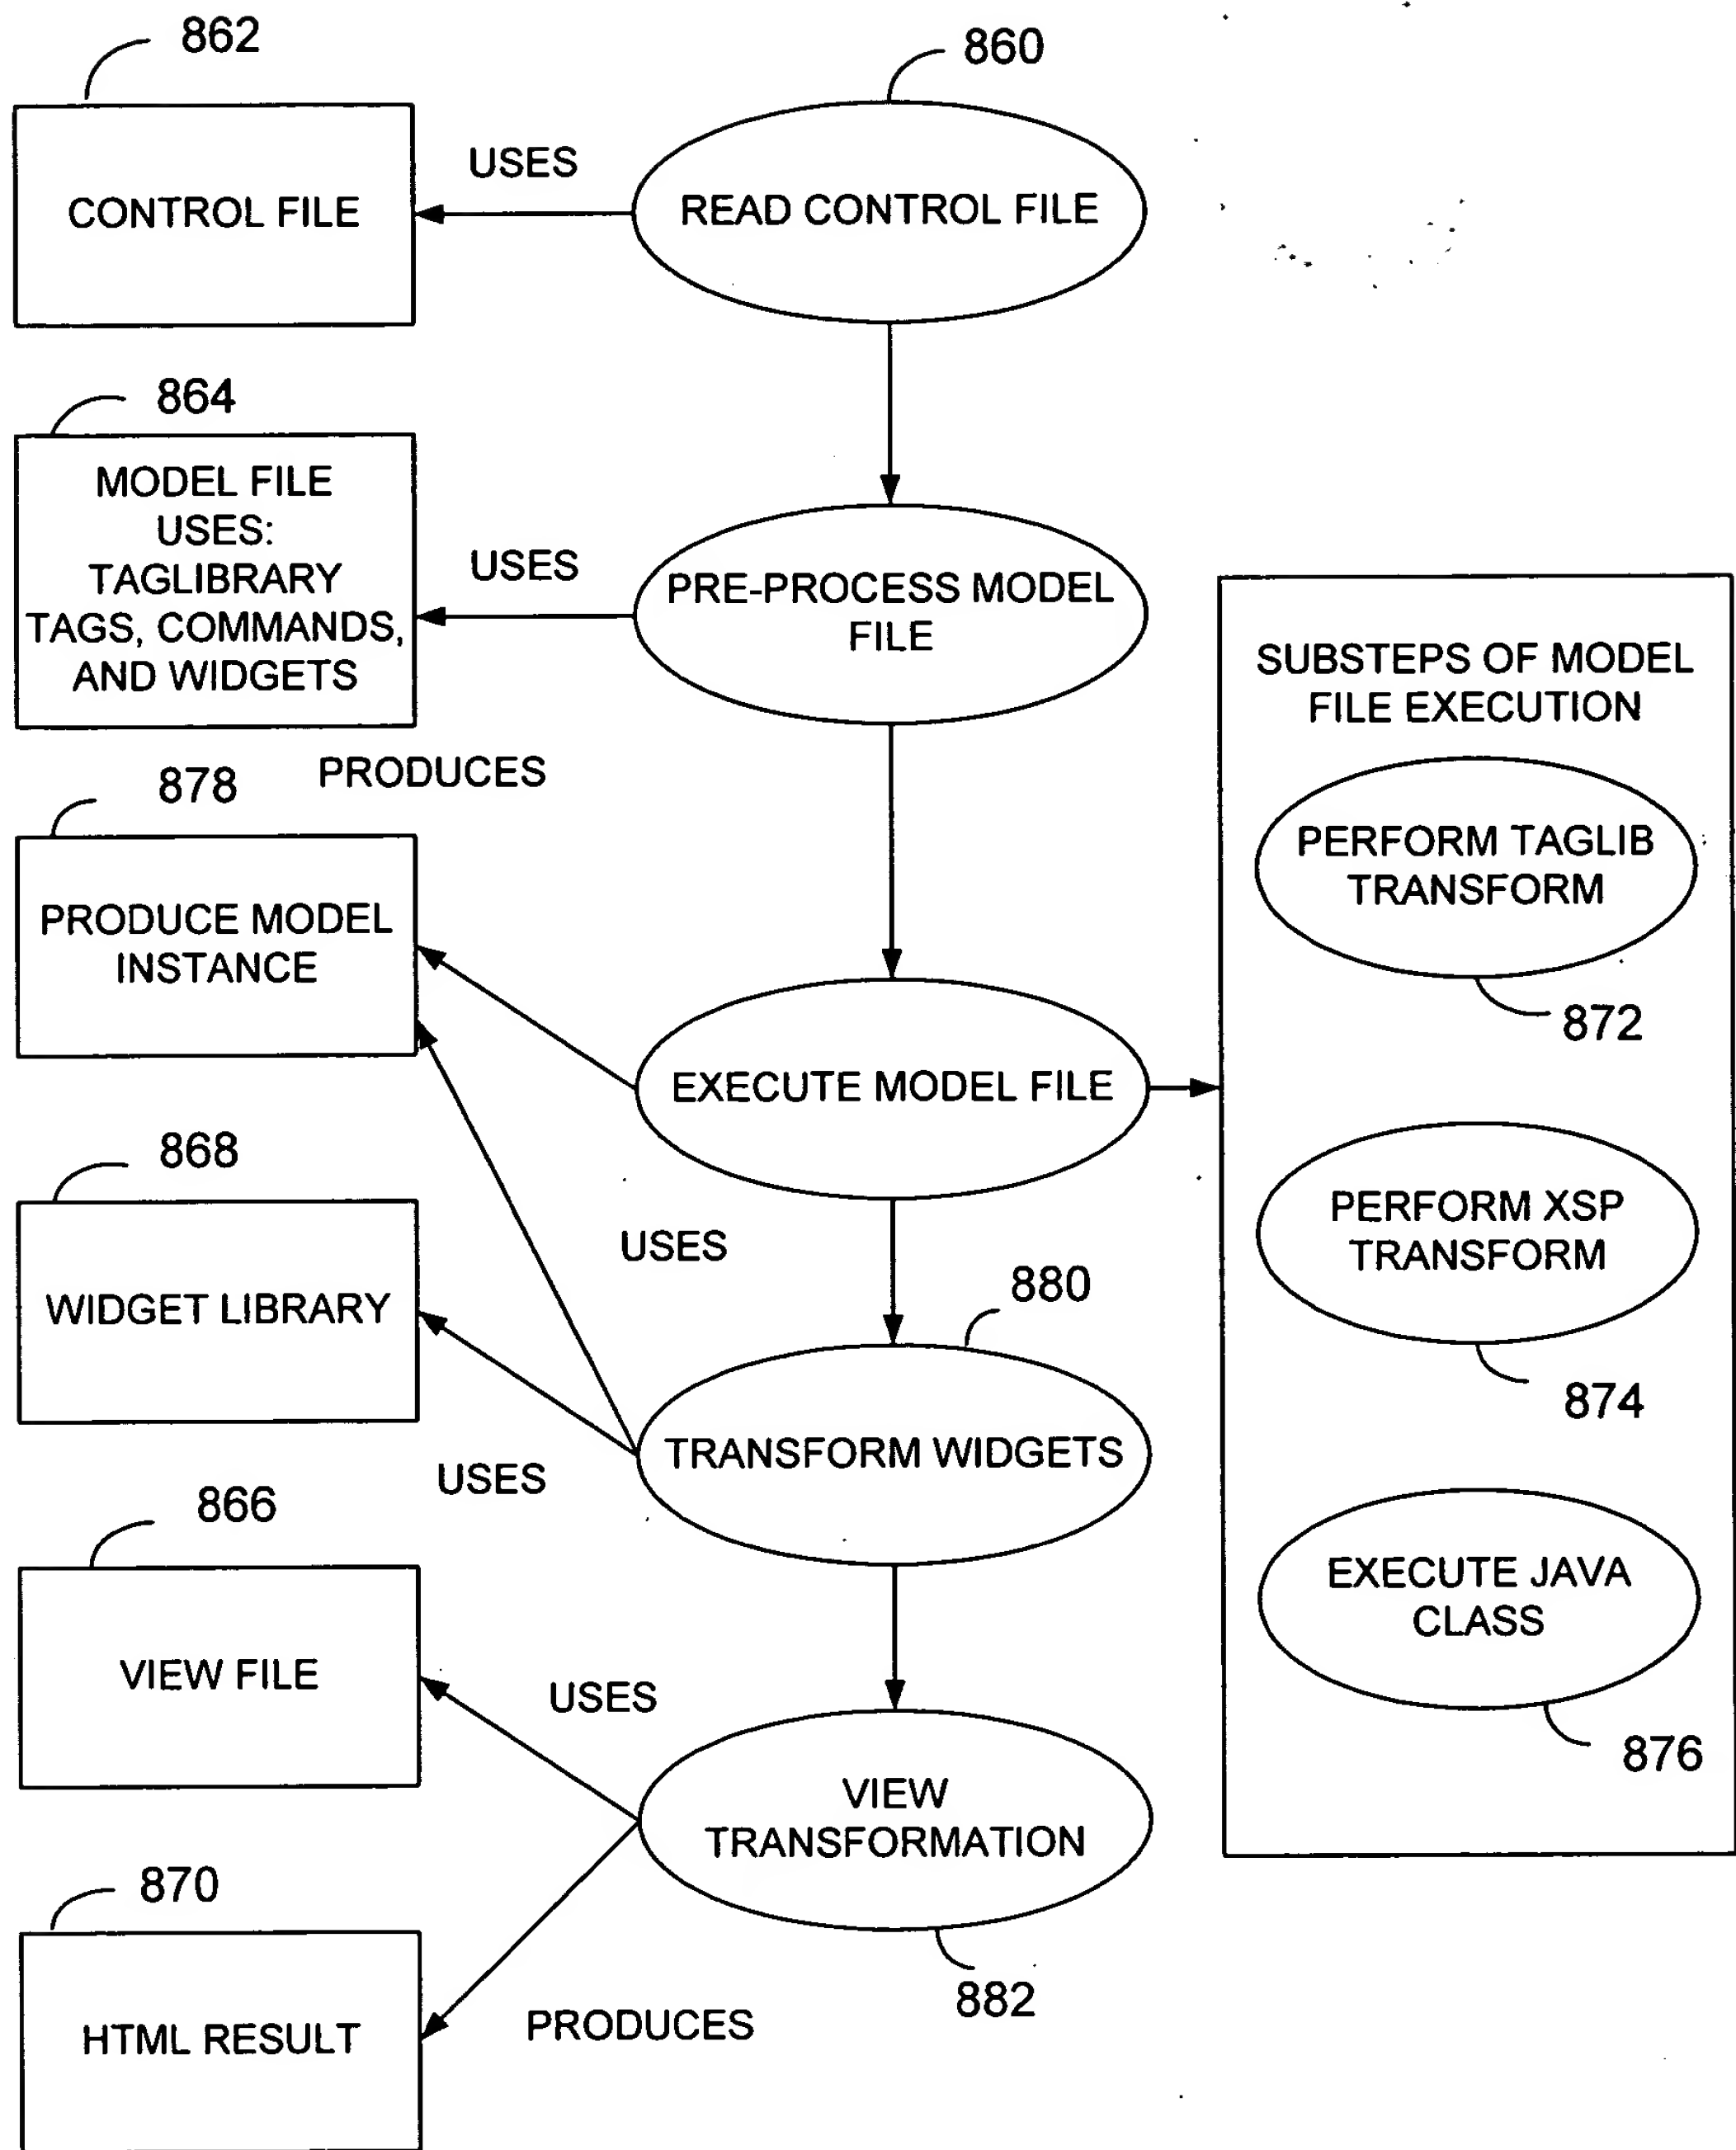 862
860
CONTROL FILE
USES
READ CONTROL FILE
864
MODEL FILE
USES:
TAGLIBRARY
TAGS, COMMANDS,
AND WIDGETS
USES
PRE-PROCESS MODEL
FILE
SUBSTEPS OF MODEL
FILE EXECUTION
878
PRODUCES
PRODUCE MODEL
INSTANCE
PERFORM TAGLIB
TRANSFORM
872
EXECUTE MODEL FILE
868
WIDGET LIBRARY
USES
PERFORM XSP
TRANSFORM
874
880
TRANSFORM WIDGETS
USES
866
VIEW FILE
USES
EXECUTE JAVA
CLASS
876
VIEW
TRANSFORMATION
882
870
HTML RESULT
PRODUCES